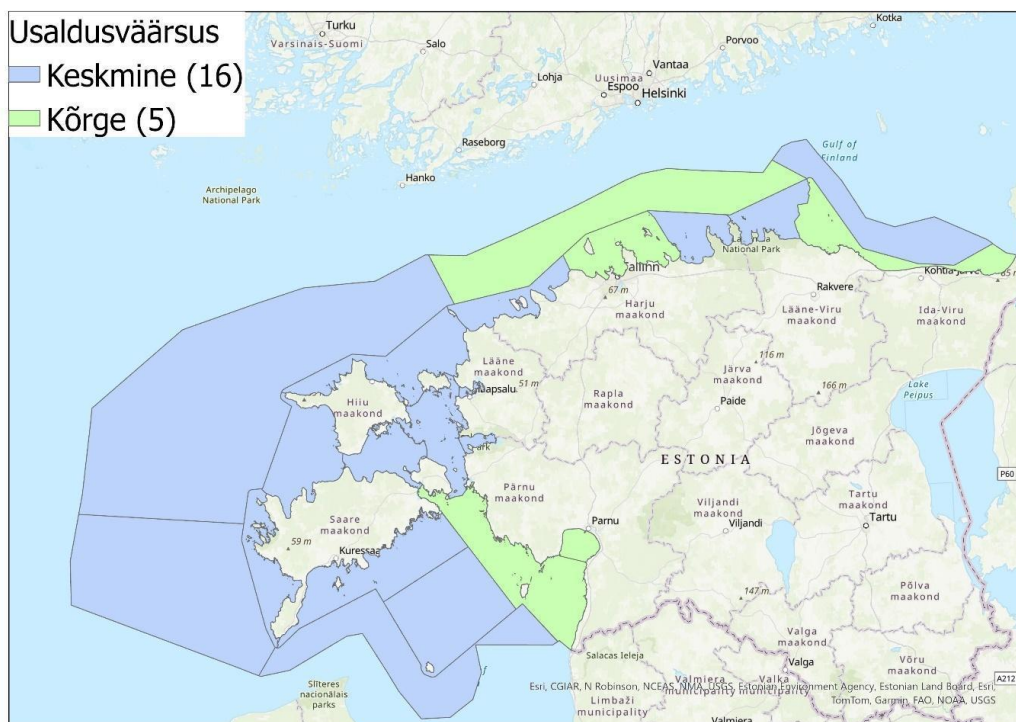 Usaldusväärsus
Keskmine (16)
Kõrge (5)
Turku
Varsinais-Suomi
Salo
Kotka
Porvoo
Vantaa
Lohja
Uusimaa
Espoo
Helsinki
Raseborg
Hanko
Gulf of
Finland
Archipelago
National Park
National Park
Kohtla-Järve
67 m
Harju
maakond
Rakvere
Lääne-Viru
maakond
Ida-Viru
maakond
Lääne
maakond
51 m
Hiiu
maakond
Rapla
maakond
Järva
maakond
116 m
166 m
Paide
Lake
Peipus
Jõgeva
maakond
ESTONIA
P60
Pärnu
maakond
Saare
maakond
59 m
Viljandi
maakond
Viljandi
Tartu
maakond
Tartu
Parnu
147 m
Põlva
maakond
Valga
maakond
Valga
Võru
maakond
A212
Salacas leleja
Slīteres
nacionālais
parks
Valmiera
municipality
Valka
municipality
Limbaži
municipality
Valmiera
Esri, CGIAR, N Robinson, NCEAS, NMA, USGS, Estonian Environment Agency, Estonian Land Board, Esri,
TomTom, Garmin, FAO, NOAA, USGS